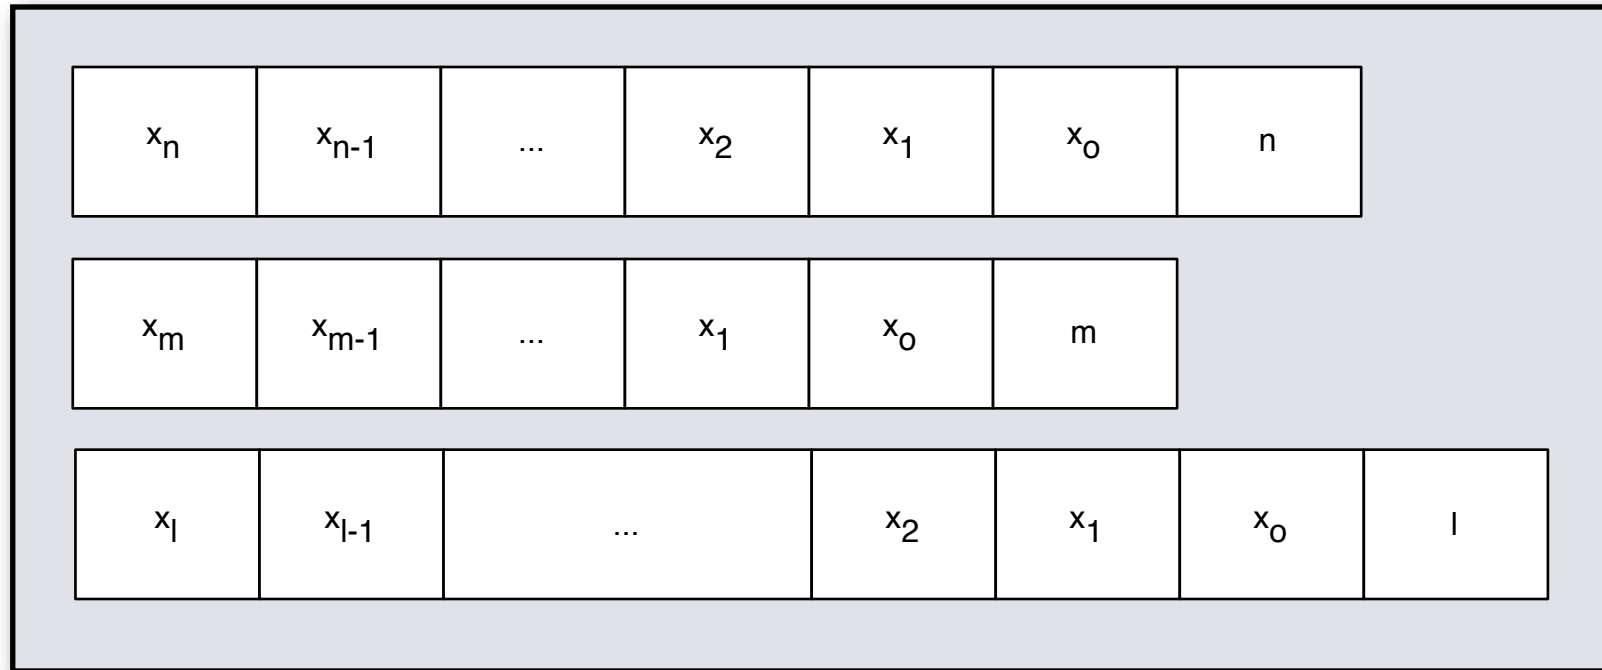 xn xn-1 ... x2 x1 xo n
xm xm-1 ... x1 xo m
xl xl-1 ... x2 x1 xo l